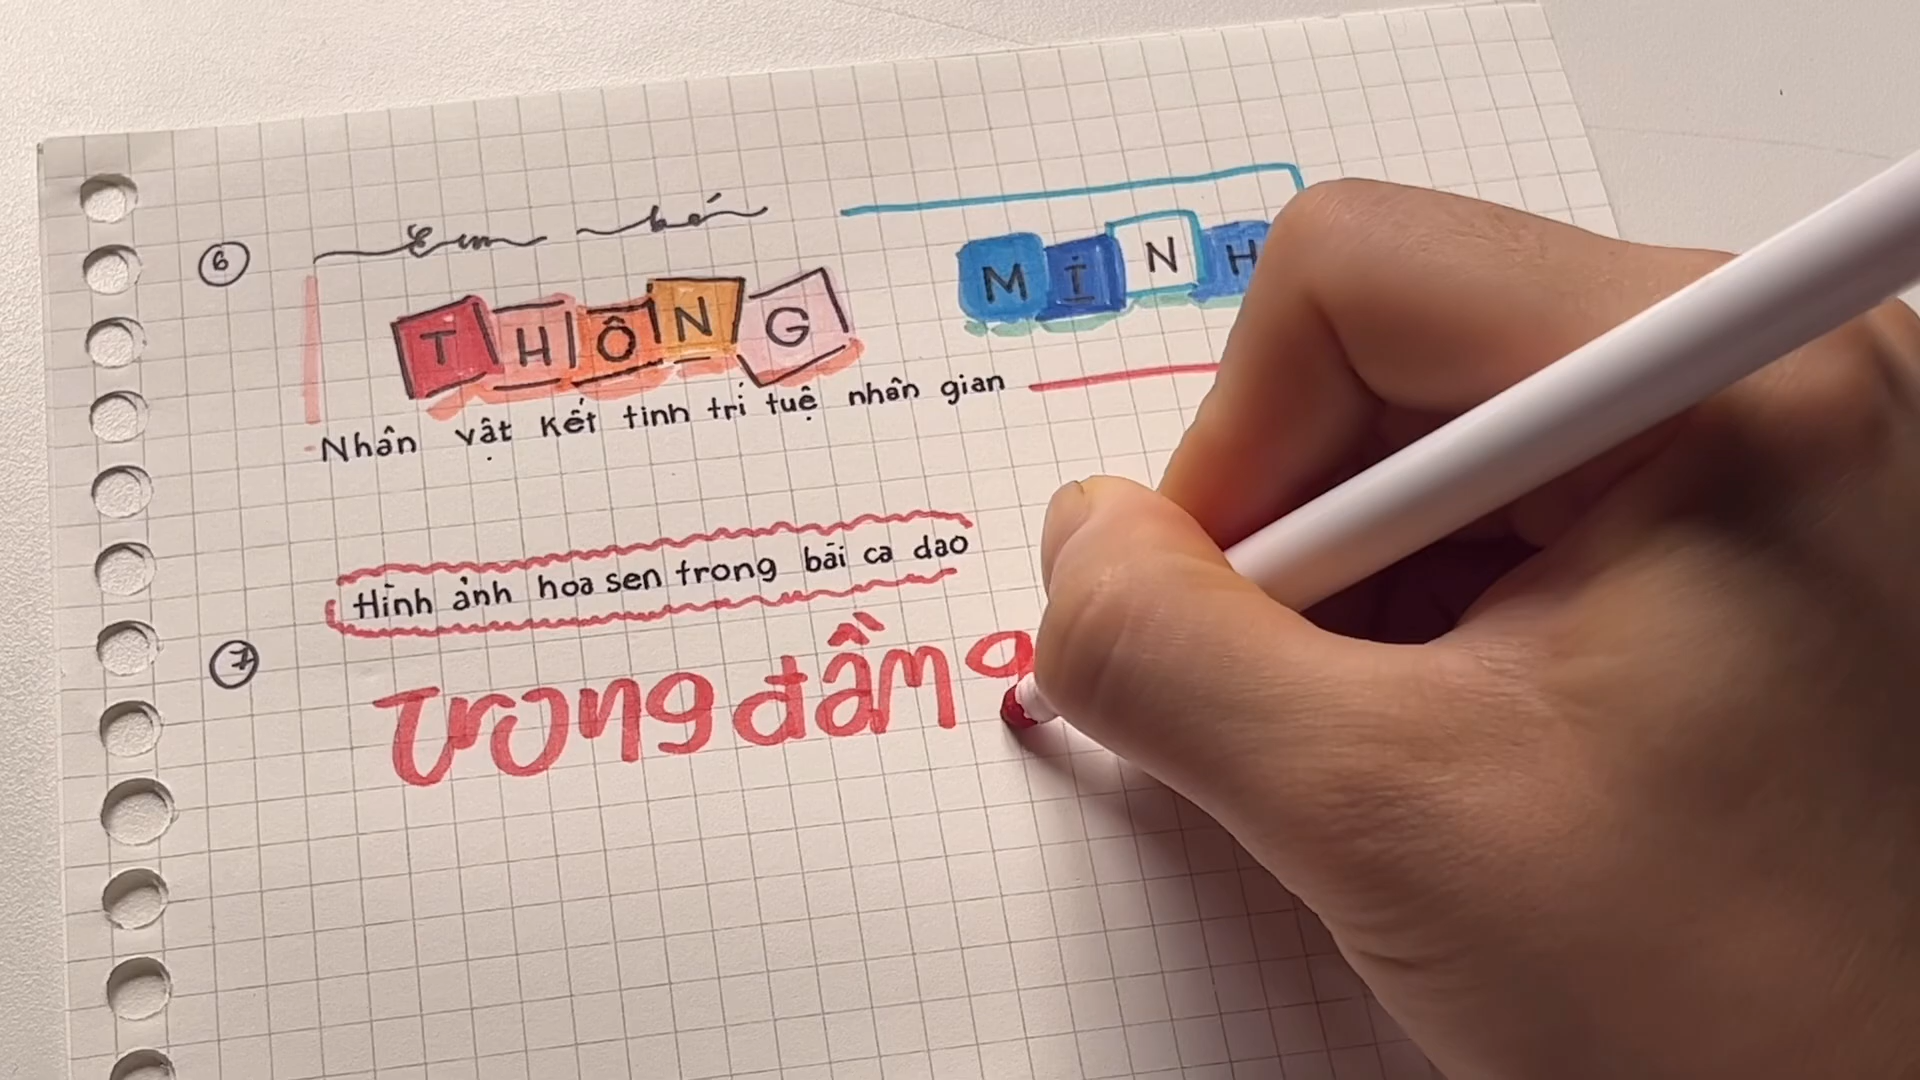 6 Em bé
THÔNG MINH
Nhân vật kết tinh trí tuệ nhân gian
Hình ảnh hoa sen trong bài ca dao
7
Trong đầm g